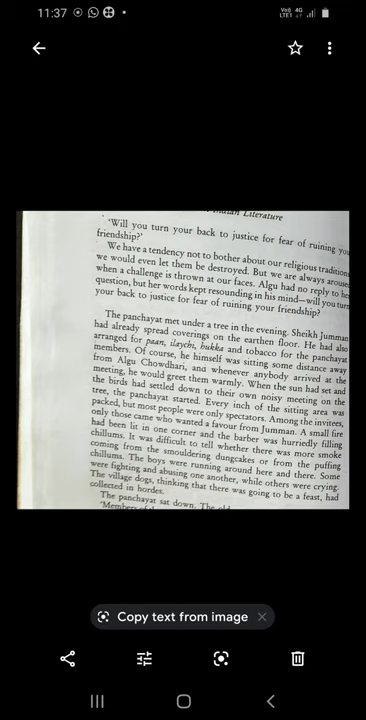 11:37
Vo)) 4G
LTE1
Indian Literature
'Will you turn your back to justice for fear of ruining you
friendship?'
We have a tendency not to bother about our religious traditions
we would even let them be destroyed. But we are always aroused
when a challenge is thrown at our faces. Algu had no reply to her
question, but her words kept resounding in his mind—will you turn
your back to justice for fear of ruining your friendship?
The panchayat met under a tree in the evening. Sheikh Jumman
had already spread coverings on the earthen floor. He had also
arranged for paan, ilaychi, hukka and tobacco for the panchayat
members. Of course, he himself was sitting some distance away
from Algu Chowdhari, and whenever anybody arrived at the
meeting, he would greet them warmly. When the sun had set and
the birds had settled down to their own noisy meeting on the
tree, the panchayat started. Every inch of the sitting area was
packed, but most people were only spectators. Among the invitees,
only those came who wanted a favour from Jumman. A small fire
had been lit in one corner and the barber was hurriedly filling
chillums. It was difficult to tell whether there was more smoke
coming from the smouldering dungcakes or from the puffing
chillums. The boys were running around here and there. Some
were fighting and abusing one another, while others were crying.
The village dogs, thinking that there was going to be a feast, had
collected in hordes.
The panchayat sat down. The old
'Members of the
Copy text from image